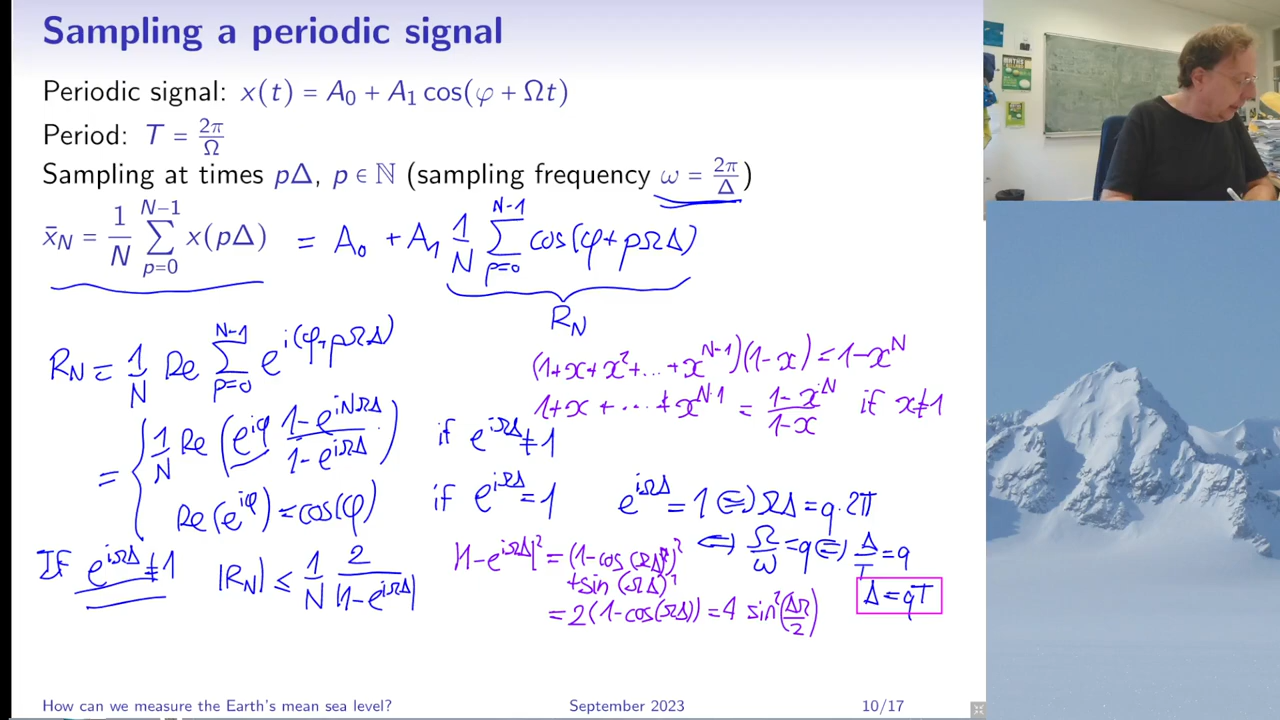 Sampling a periodic signal
Periodic signal: x(t) = A₀ + A₁ cos(φ + Ωt)
Period: T = 2π/Ω
Sampling at times pΔ, p ∈ ℕ (sampling frequency ω = 2π/Δ)
x̄_N = 1/N ∑_{p=0}^{N−1} x(pΔ) = A₀ + A₁ 1/N ∑_{p=0}^{N-1} cos(φ+pΩΔ)
R_N
R_N = 1/N Re ∑_{p=0}^{N-1} e^{i(φ+pΩΔ)}
(1+x+x²+...+x^{N-1})(1-x) = 1-x^N
1+x+...+x^{N-1} = (1-x^N)/(1-x) if x≠1
= { 1/N Re (e^{iφ} (1-e^{iNΩΔ})/(1-e^{iΩΔ})) if e^{iΩΔ}≠1
Re(e^{iφ}) = cos(φ) if e^{iΩΔ} = 1
e^{iΩΔ} = 1 ⇔ ΩΔ = q·2π
⇔ Ω/ω = q ⇔ Δ/T = q
Δ = qT
If e^{iΩΔ}≠1 |R_N| ≤ 1/N 2/|1-e^{iΩΔ}|
|1-e^{iΩΔ}|² = (1-cos(ΩΔ))²
+sin(ΩΔ)²
= 2(1-cos(ΩΔ)) = 4 sin²(ΔΩ/2)
How can we measure the Earth's mean sea level? September 2023 10/17